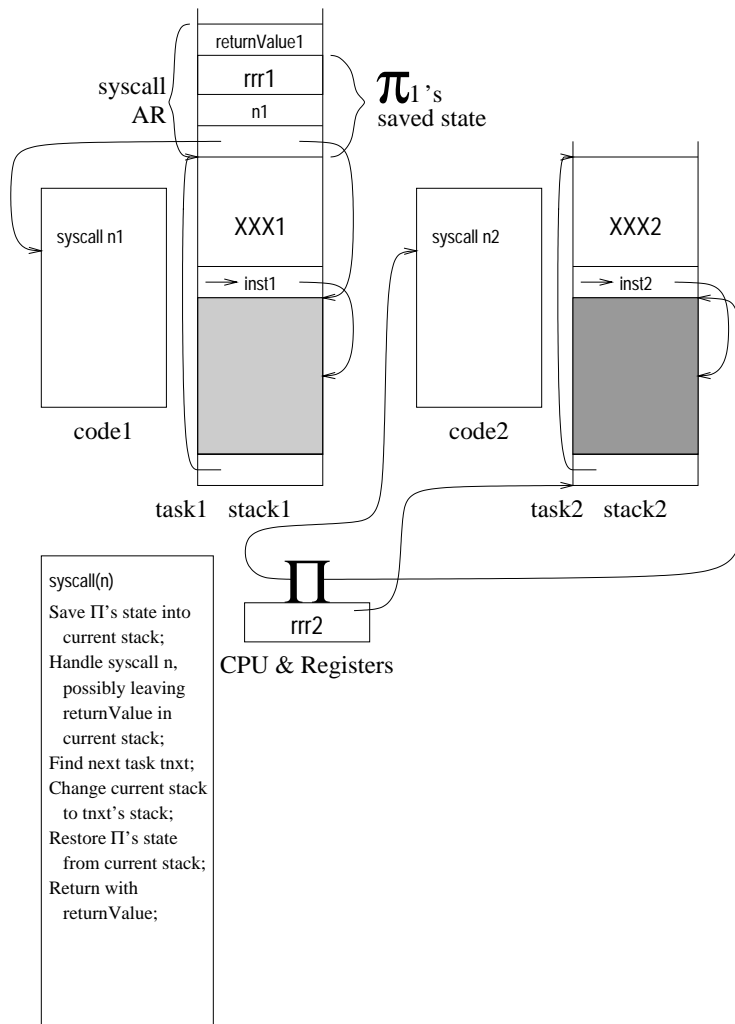 returnValue1
rrr1
n1
syscall
AR
π1 's
saved state
syscall n1
XXX1
inst1
syscall n2
XXX2
inst2
code1
code2
task1 stack1
task2 stack2
Π
rrr2
CPU & Registers
syscall(n)
Save Π's state into
current stack;
Handle syscall n,
possibly leaving
returnValue in
current stack;
Find next task tnxt;
Change current stack
to tnxt's stack;
Restore Π's state
from current stack;
Return with
returnValue;